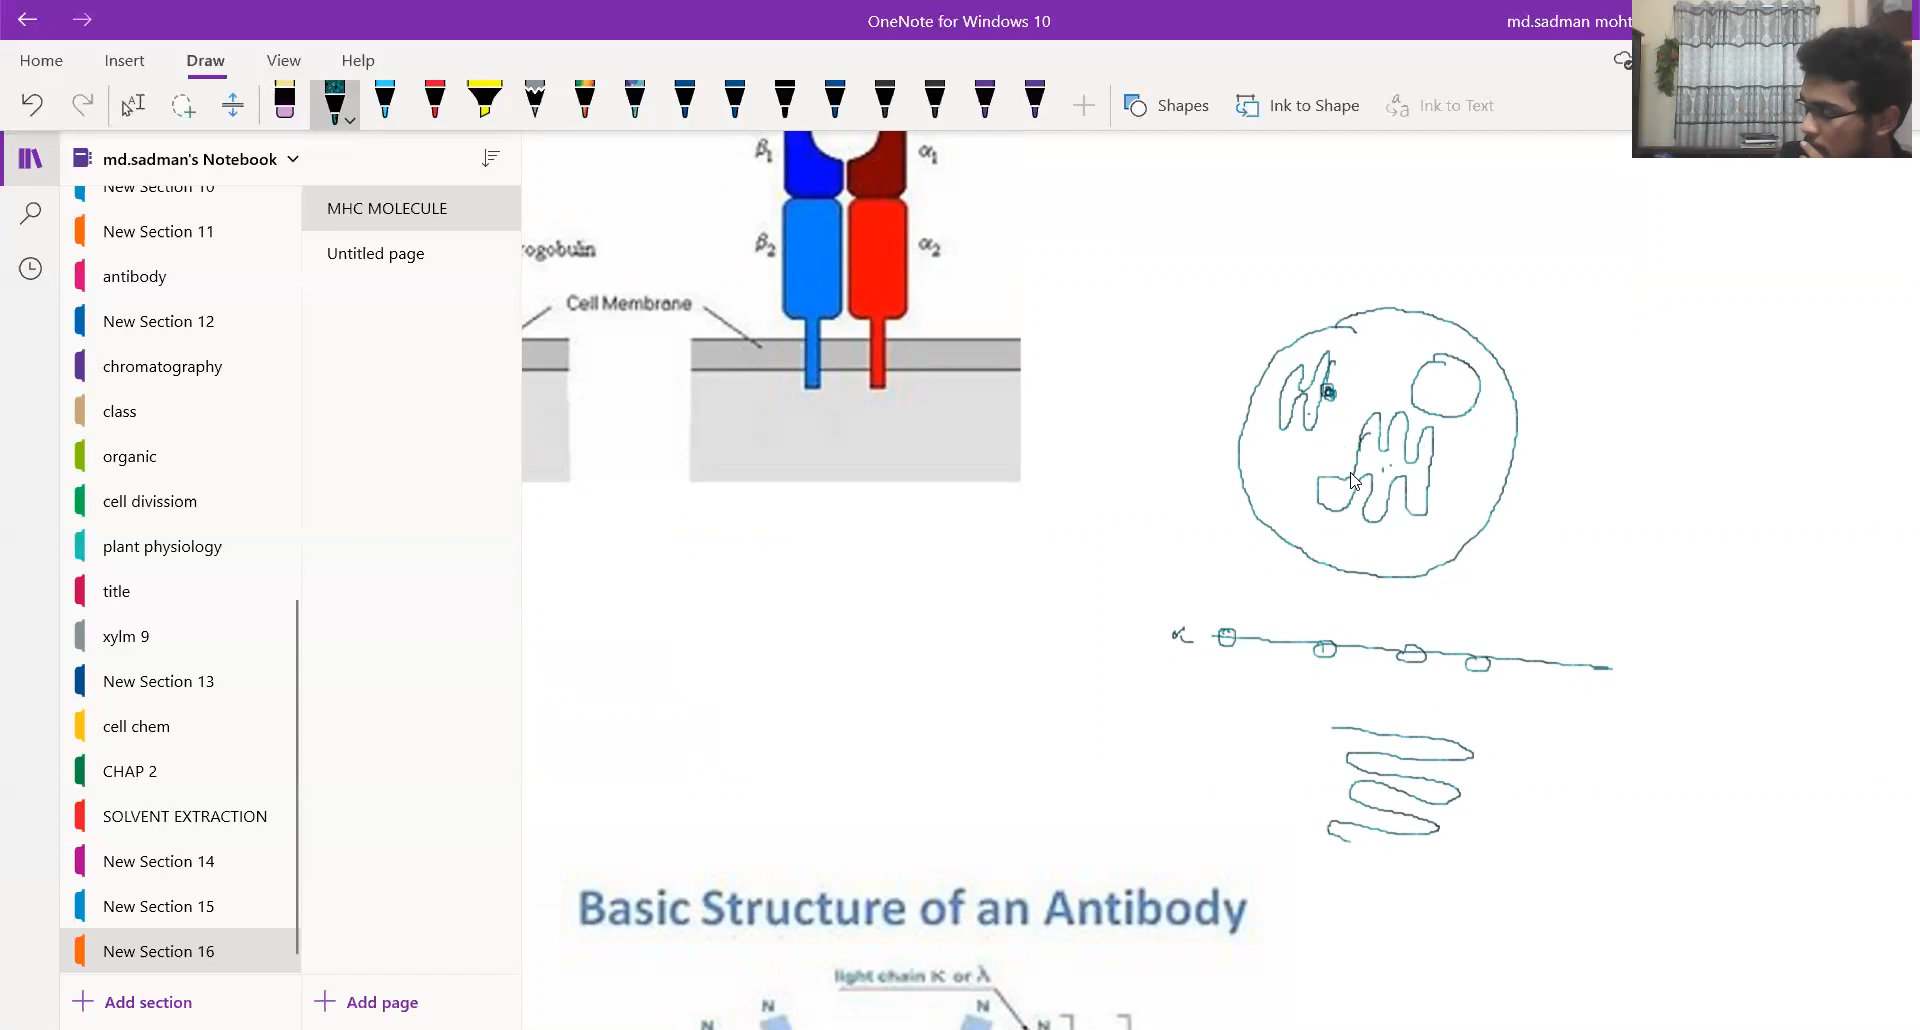 OneNote for Windows 10
md.sadman moht
Home Insert Draw View Help
Shapes Ink to Shape Ink to Text
md.sadman's Notebook
New Section 10
New Section 11
antibody
New Section 12
chromatography
class
organic
cell divissiom
plant physiology
title
xylm 9
New Section 13
cell chem
CHAP 2
SOLVENT EXTRACTION
New Section 14
New Section 15
New Section 16
Add section
MHC MOLECULE
Untitled page
Add page
β1 α1
β2 α2
ogobulin
Cell Membrane
Basic Structure of an Antibody
light chain K or λ
N N
N N